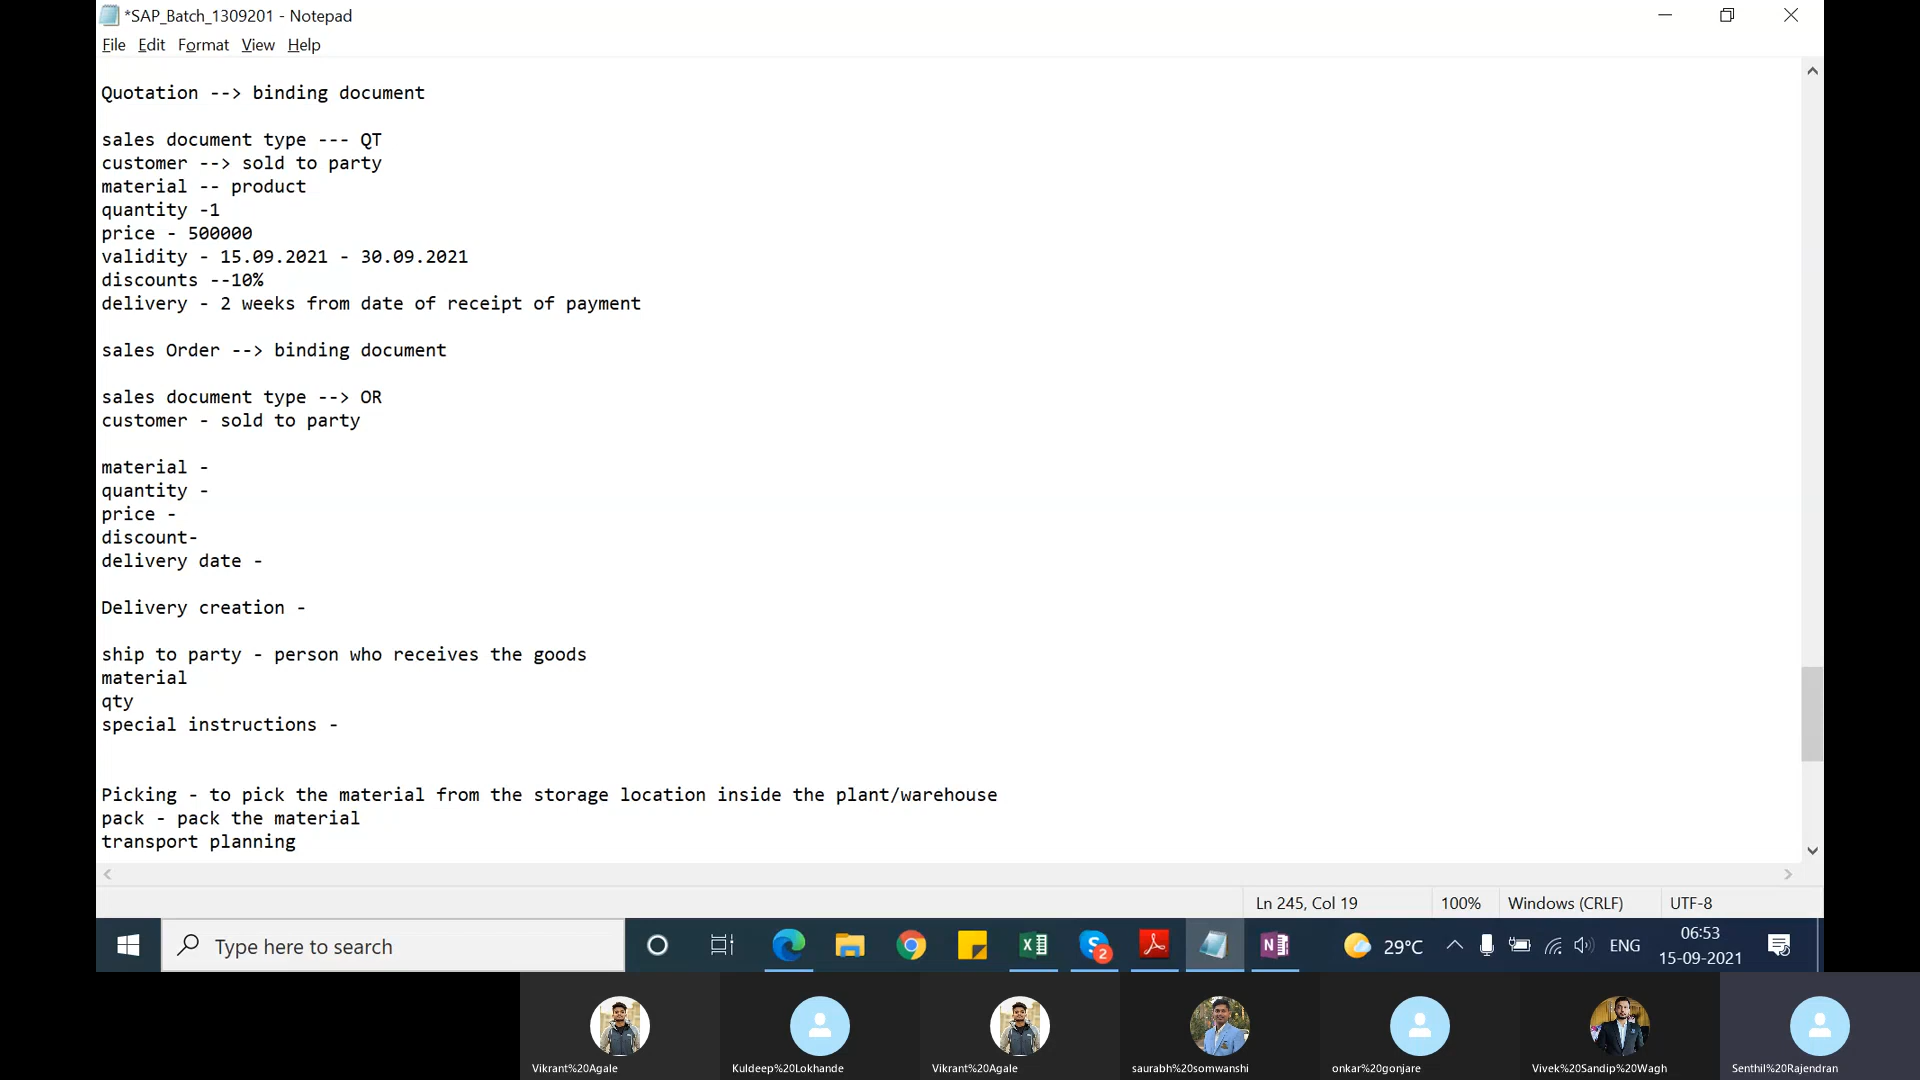 *SAP_Batch_1309201 - Notepad
File Edit Format View Help
Quotation --> binding document
sales document type --- QT
customer --> sold to party
material -- product
quantity -1
price - 500000
validity - 15.09.2021 - 30.09.2021
discounts --10%
delivery - 2 weeks from date of receipt of payment
sales Order --> binding document
sales document type --> OR
customer - sold to party
material -
quantity -
price -
discount-
delivery date -
Delivery creation -
ship to party - person who receives the goods
material
qty
special instructions -
Picking - to pick the material from the storage location inside the plant/warehouse
pack - pack the material
transport planning
Ln 245, Col 19 100% Windows (CRLF) UTF-8
Type here to search
2
29°C ENG
06:53
15-09-2021
Vikrant%20Agale Kuldeep%20Lokhande Vikrant%20Agale saurabh%20somwanshi onkar%20gonjare Vivek%20Sandip%20Wagh Senthil%20Rajendran